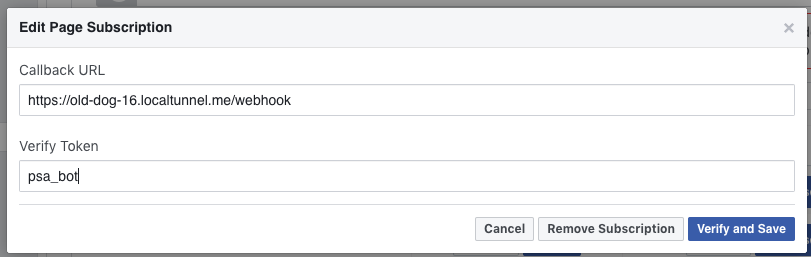 Edit Page Subscription
Callback URL
https://old-dog-16.localtunnel.me/webhook
Verify Token
psa_bot
Cancel Remove Subscription Verify and Save